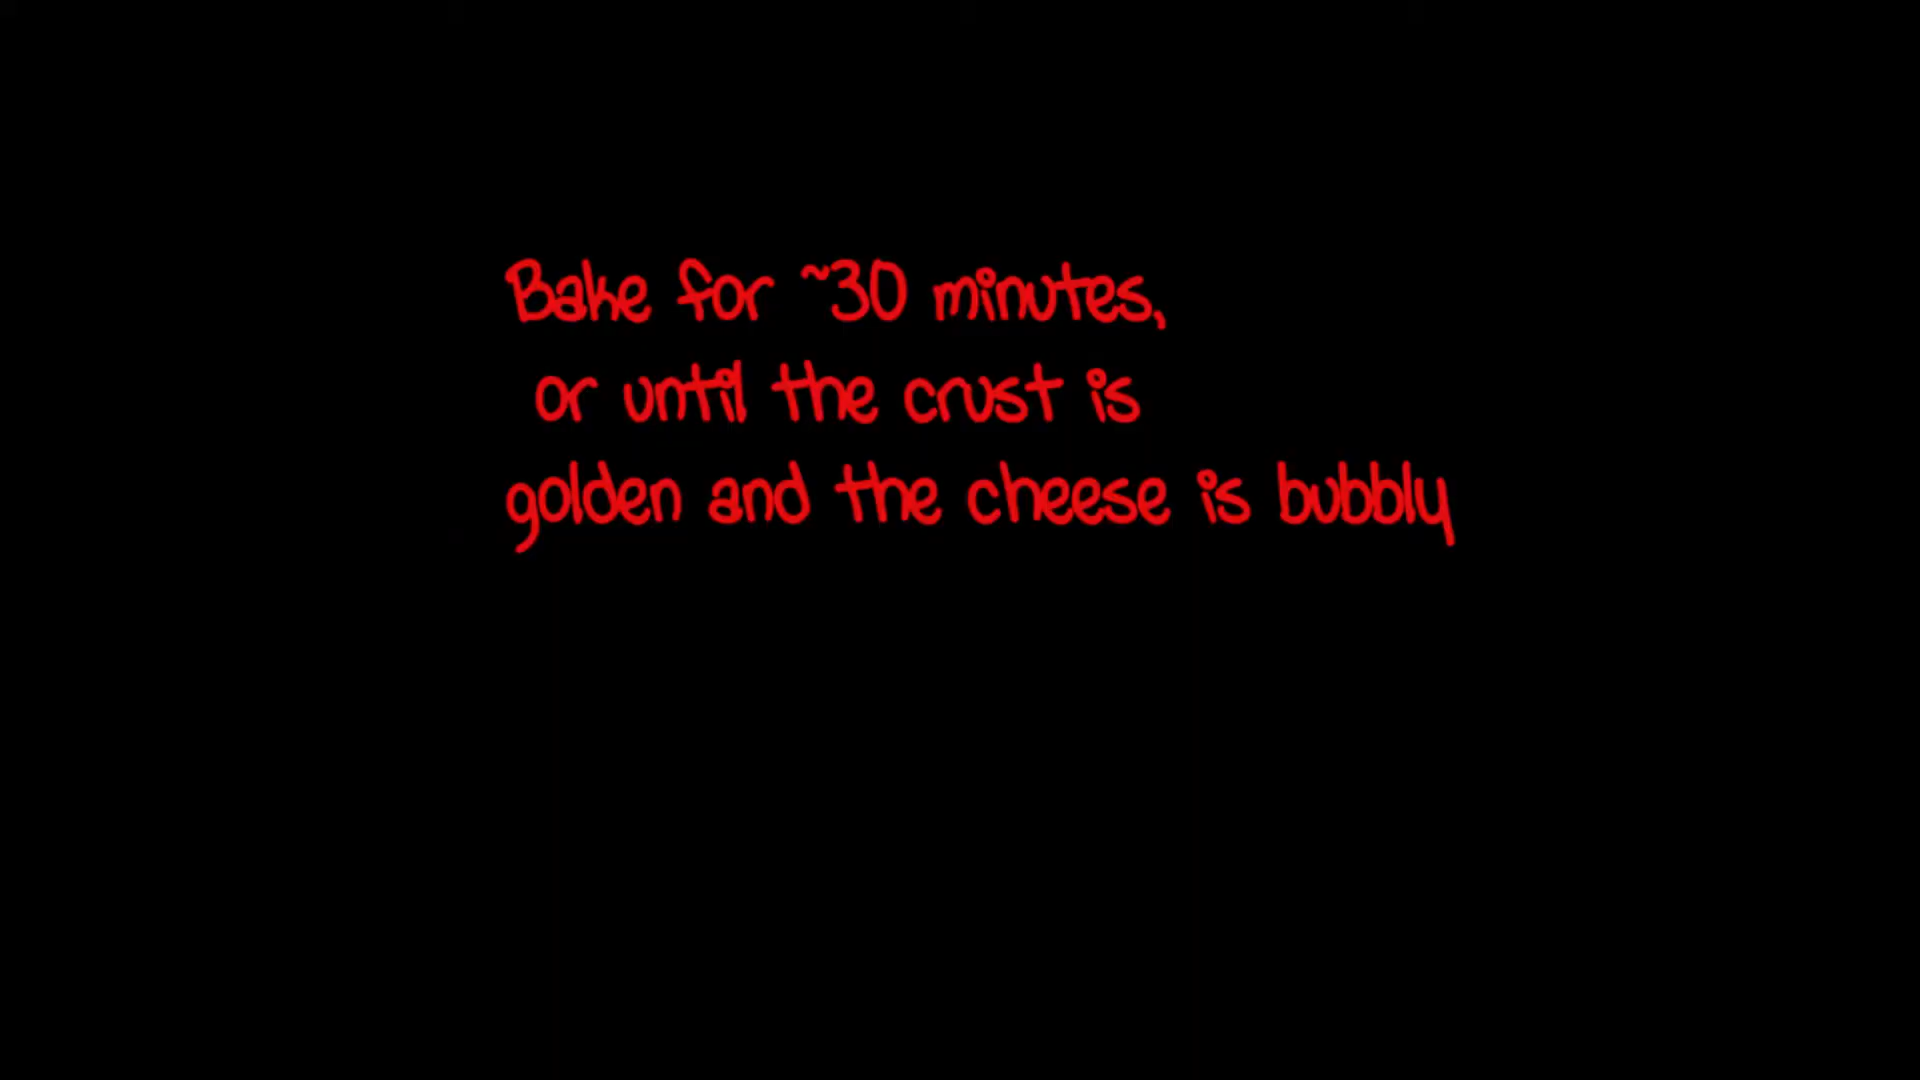 Bake for ~30 minutes,
or until the crust is
golden and the cheese is bubbly